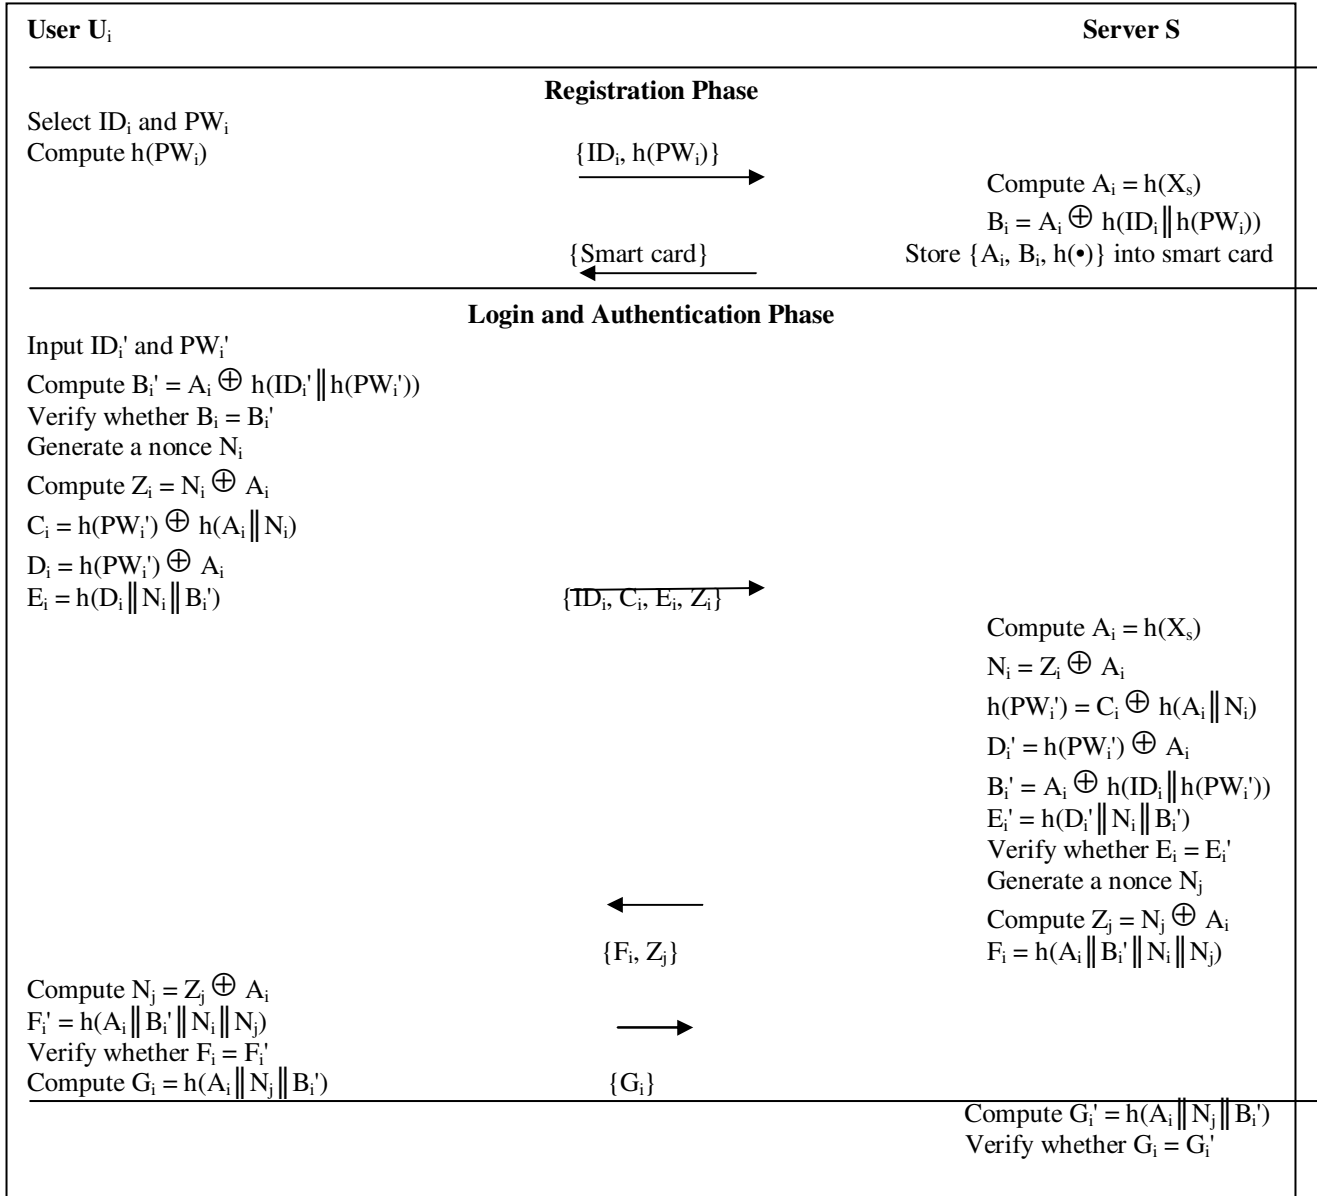 User Uᵢ Server S
Registration Phase
Select IDᵢ and PWᵢ
Compute h(PWᵢ) {IDᵢ, h(PWᵢ)}
Compute Aᵢ = h(Xₛ)
Bᵢ = Aᵢ ⊕ h(IDᵢ‖h(PWᵢ))
{Smart card} Store {Aᵢ, Bᵢ, h(•)} into smart card
Login and Authentication Phase
Input IDᵢ' and PWᵢ'
Compute Bᵢ' = Aᵢ ⊕ h(IDᵢ'‖h(PWᵢ'))
Verify whether Bᵢ = Bᵢ'
Generate a nonce Nᵢ
Compute Zᵢ = Nᵢ ⊕ Aᵢ
Cᵢ = h(PWᵢ') ⊕ h(Aᵢ‖Nᵢ)
Dᵢ = h(PWᵢ') ⊕ Aᵢ
Eᵢ = h(Dᵢ‖Nᵢ‖Bᵢ') {IDᵢ, Cᵢ, Eᵢ, Zᵢ}
Compute Aᵢ = h(Xₛ)
Nᵢ = Zᵢ ⊕ Aᵢ
h(PWᵢ') = Cᵢ ⊕ h(Aᵢ‖Nᵢ)
Dᵢ' = h(PWᵢ') ⊕ Aᵢ
Bᵢ' = Aᵢ ⊕ h(IDᵢ‖h(PWᵢ'))
Eᵢ' = h(Dᵢ'‖Nᵢ‖Bᵢ')
Verify whether Eᵢ = Eᵢ'
Generate a nonce Nⱼ
Compute Zⱼ = Nⱼ ⊕ Aᵢ
{Fᵢ, Zⱼ} Fᵢ = h(Aᵢ‖Bᵢ'‖Nᵢ‖Nⱼ)
Compute Nⱼ = Zⱼ ⊕ Aᵢ
Fᵢ' = h(Aᵢ‖Bᵢ'‖Nᵢ‖Nⱼ)
Verify whether Fᵢ = Fᵢ'
Compute Gᵢ = h(Aᵢ‖Nⱼ‖Bᵢ') {Gᵢ}
Compute Gᵢ' = h(Aᵢ‖Nⱼ‖Bᵢ')
Verify whether Gᵢ = Gᵢ'